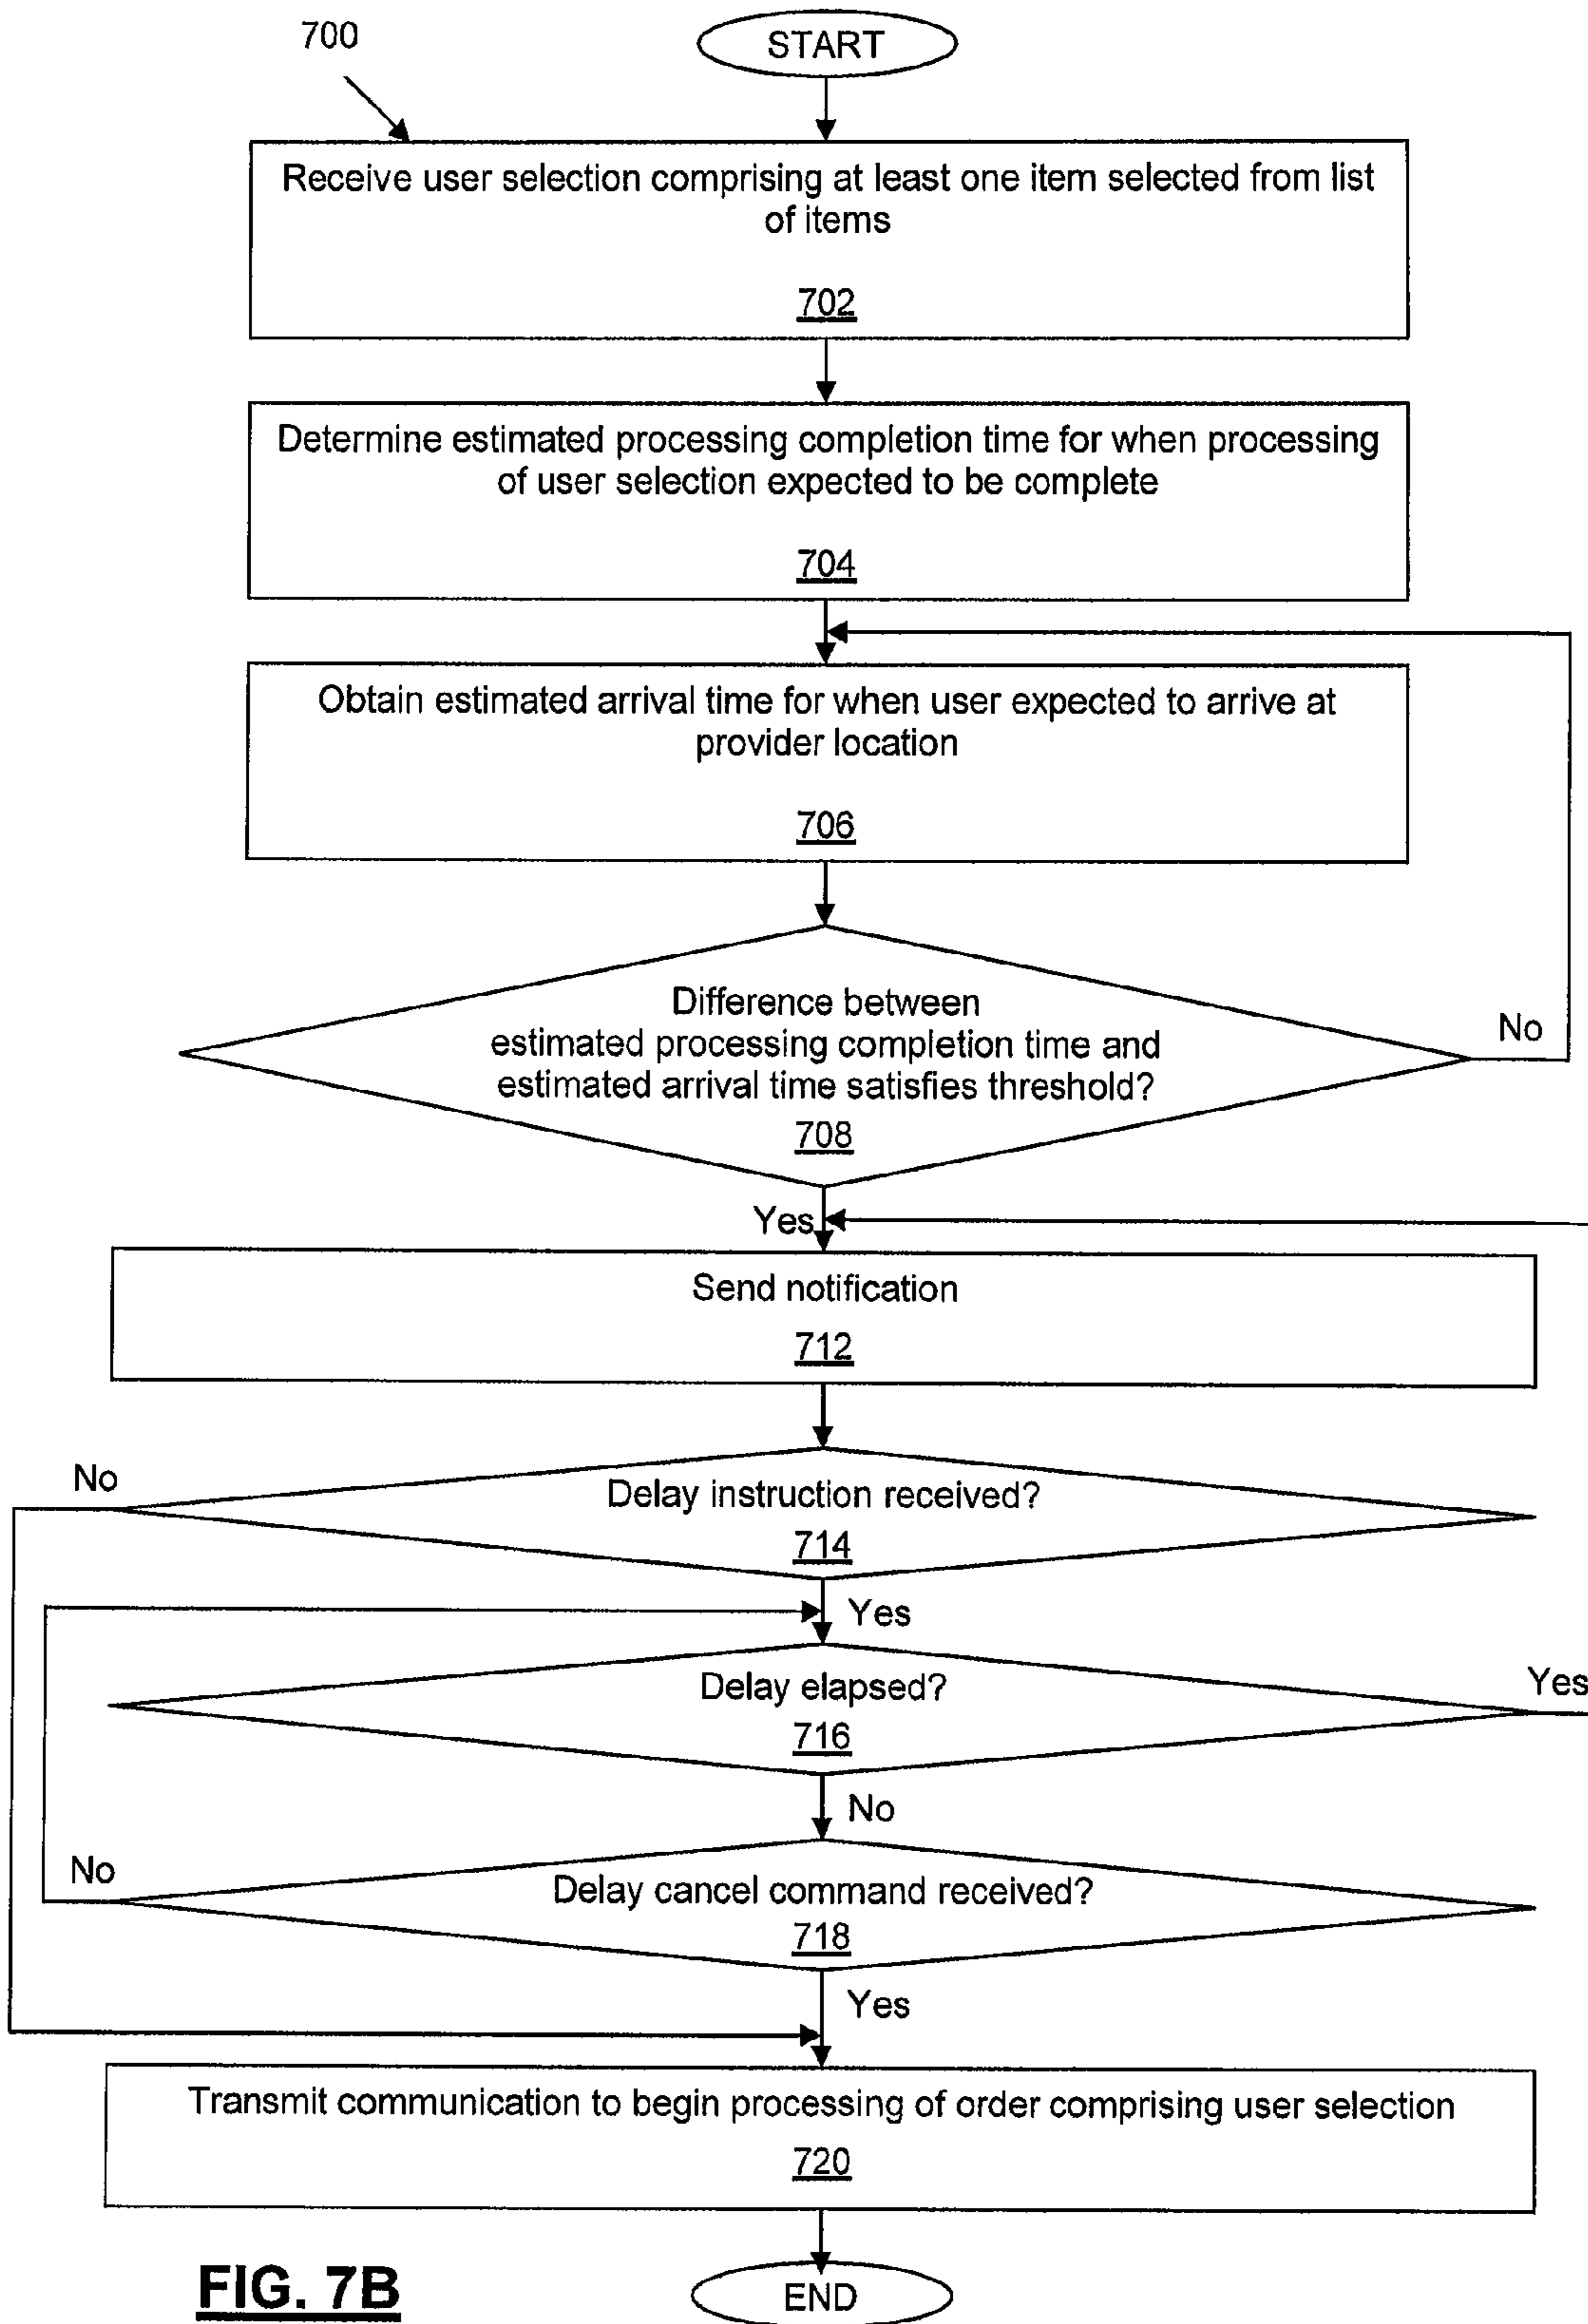 700
START
Receive user selection comprising at least one item selected from list
of items
702
Determine estimated processing completion time for when processing
of user selection expected to be complete
704
Obtain estimated arrival time for when user expected to arrive at
provider location
706
Difference between
estimated processing completion time and
estimated arrival time satisfies threshold?
708
No
Yes
Send notification
712
No
Delay instruction received?
714
Yes
Delay elapsed?
716
Yes
No
No
Delay cancel command received?
718
Yes
Transmit communication to begin processing of order comprising user selection
720
FIG. 7B
END